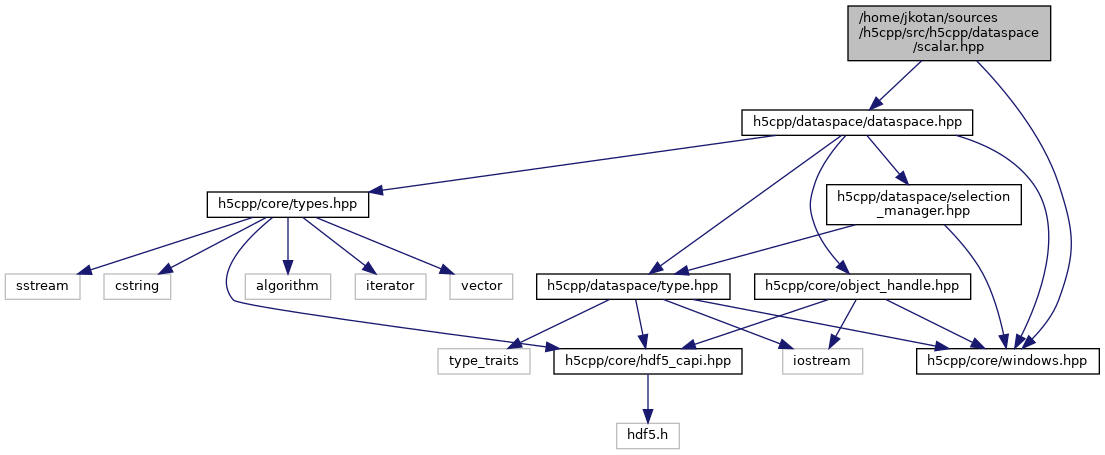 /home/jkotan/sources
/h5cpp/src/h5cpp/dataspace
/scalar.hpp
h5cpp/dataspace/dataspace.hpp
h5cpp/core/types.hpp
h5cpp/dataspace/selection
_manager.hpp
sstream
cstring
algorithm
iterator
vector
h5cpp/dataspace/type.hpp
h5cpp/core/object_handle.hpp
type_traits
h5cpp/core/hdf5_capi.hpp
iostream
h5cpp/core/windows.hpp
hdf5.h